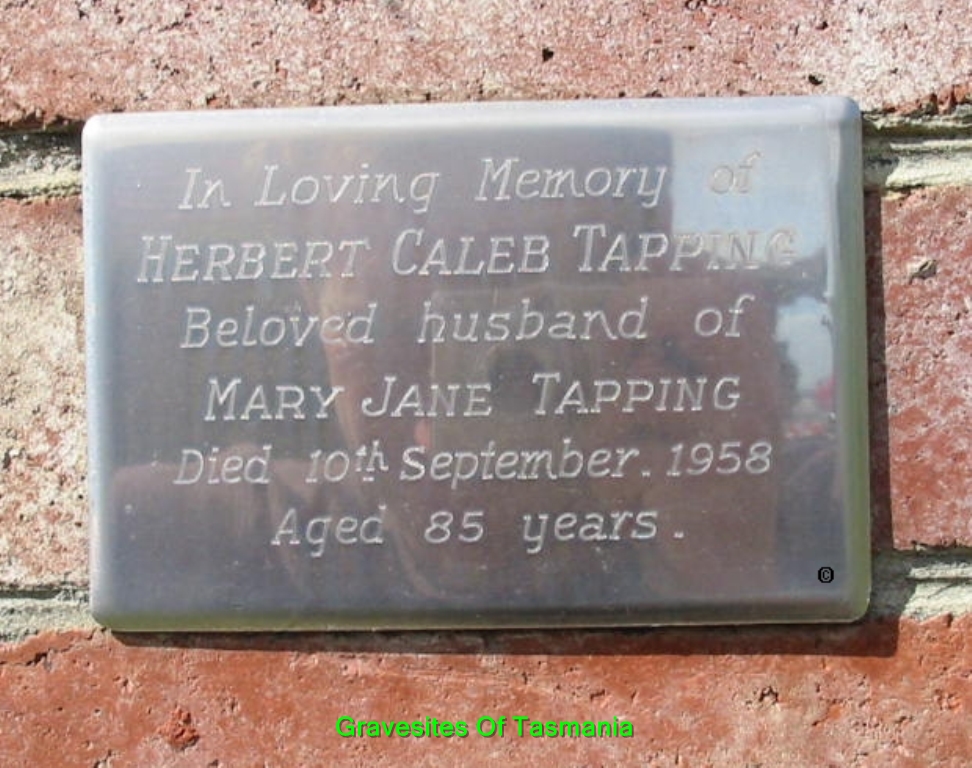 In Loving Memory of
HERBERT CALEB TAPPING
Beloved husband of
MARY JANE TAPPING
Died 10th September. 1958
Aged 85 years.
©
Gravesites Of Tasmania